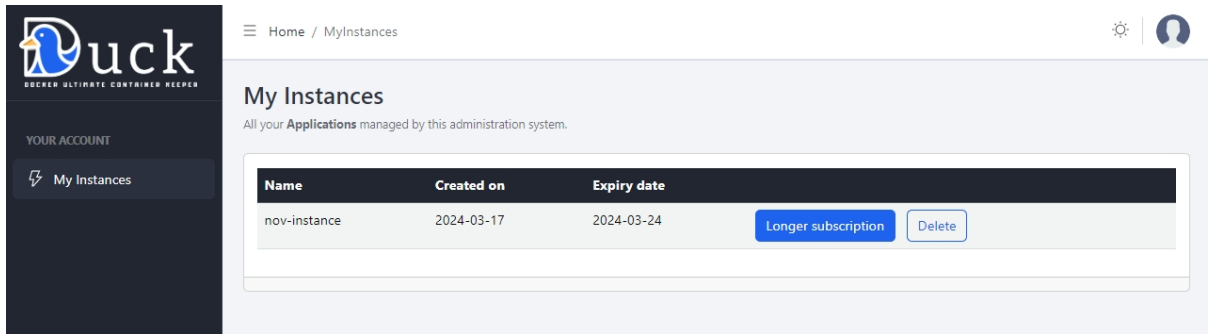 Duck
DOCKER ULTIMATE CONTAINER KEEPER
Home / MyInstances
YOUR ACCOUNT
My Instances
My Instances
All your Applications managed by this administration system.
Name Created on Expiry date
nov-instance 2024-03-17 2024-03-24 Longer subscription Delete